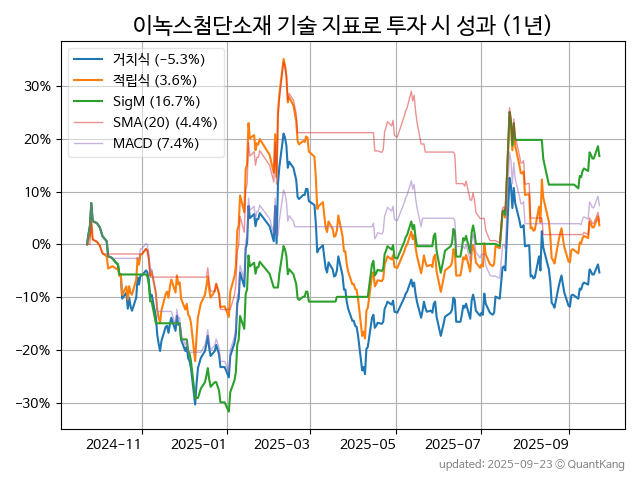 이녹스첨단소재 기술 지표로 투자 시 성과 (1년)
거치식 (−5.3%)
적립식 (3.6%)
SigM (16.7%)
SMA(20) (4.4%)
MACD (7.4%)
30%
20%
10%
0%
−10%
−20%
−30%
2024-11
2025-01
2025-03
2025-05
2025-07
2025-09
updated: 2025-09-23 ⓒ QuantKang